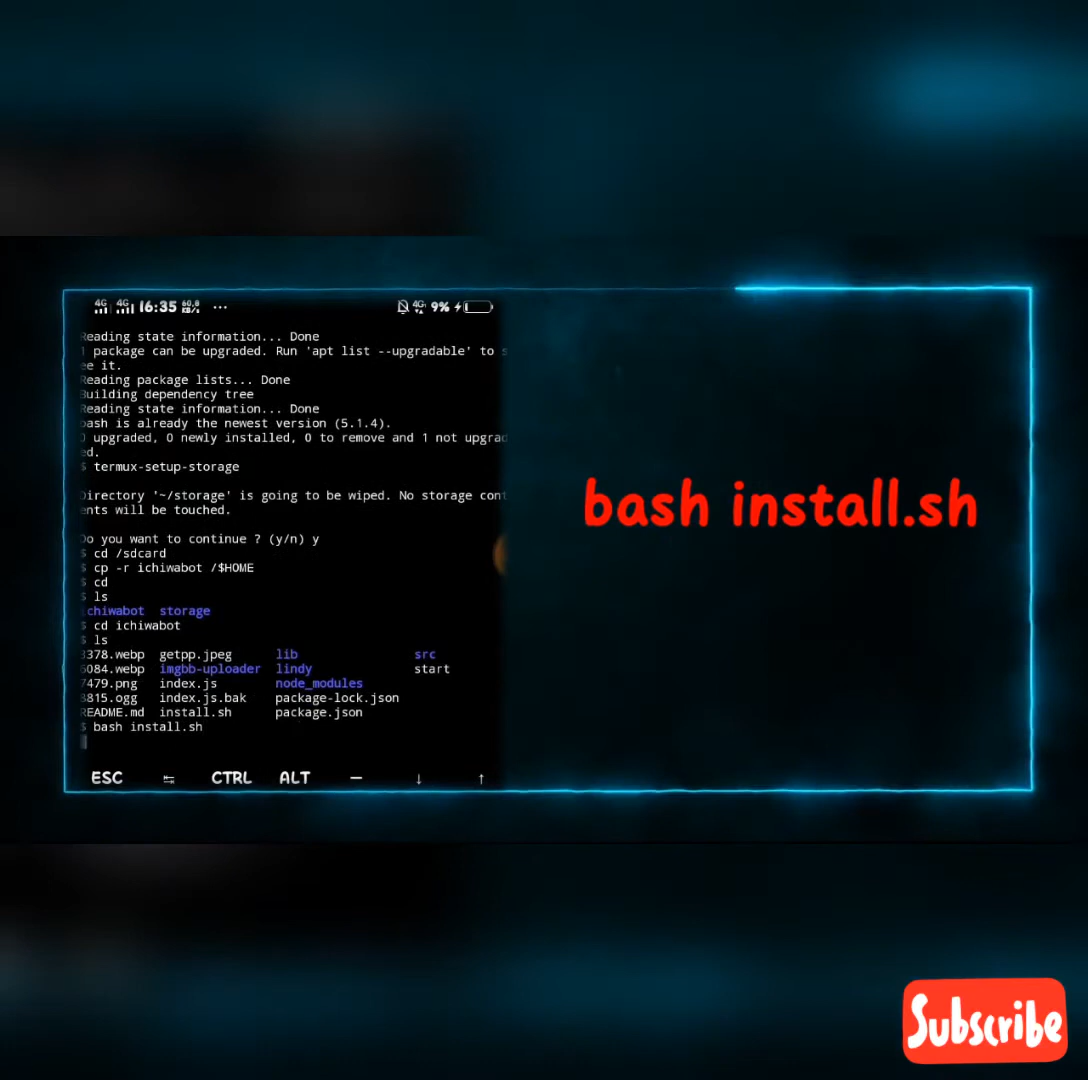 4G 4G 16:35 60.8 KB/s ... 4G 9%
Reading state information... Done
1 package can be upgraded. Run 'apt list --upgradable' to s
ee it.
Reading package lists... Done
Building dependency tree
Reading state information... Done
bash is already the newest version (5.1.4).
0 upgraded, 0 newly installed, 0 to remove and 1 not upgrad
ed.
$ termux-setup-storage
Directory '~/storage' is going to be wiped. No storage cont
ents will be touched.
Do you want to continue ? (y/n) y
$ cd /sdcard
$ cp -r ichiwabot /$HOME
$ cd
$ ls
ichiwabot storage
$ cd ichiwabot
$ ls
378.webp getpp.jpeg lib src
6084.webp imgbb-uploader lindy start
7479.png index.js node_modules
8815.ogg index.js.bak package-lock.json
README.md install.sh package.json
$ bash install.sh
ESC ⇆ CTRL ALT — ↓ ↑
bash install.sh
Subscribe